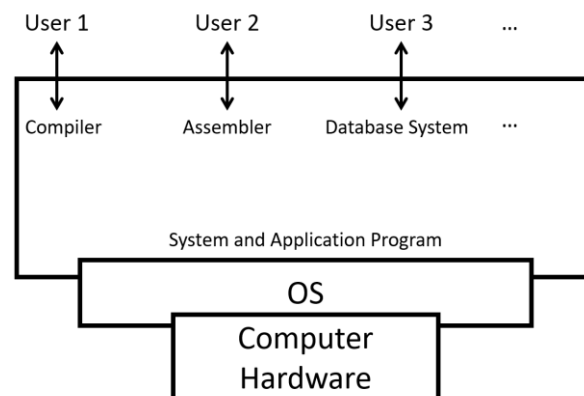 User 1 User 2 User 3 ...
Compiler Assembler Database System ...
System and Application Program
OS
Computer
Hardware